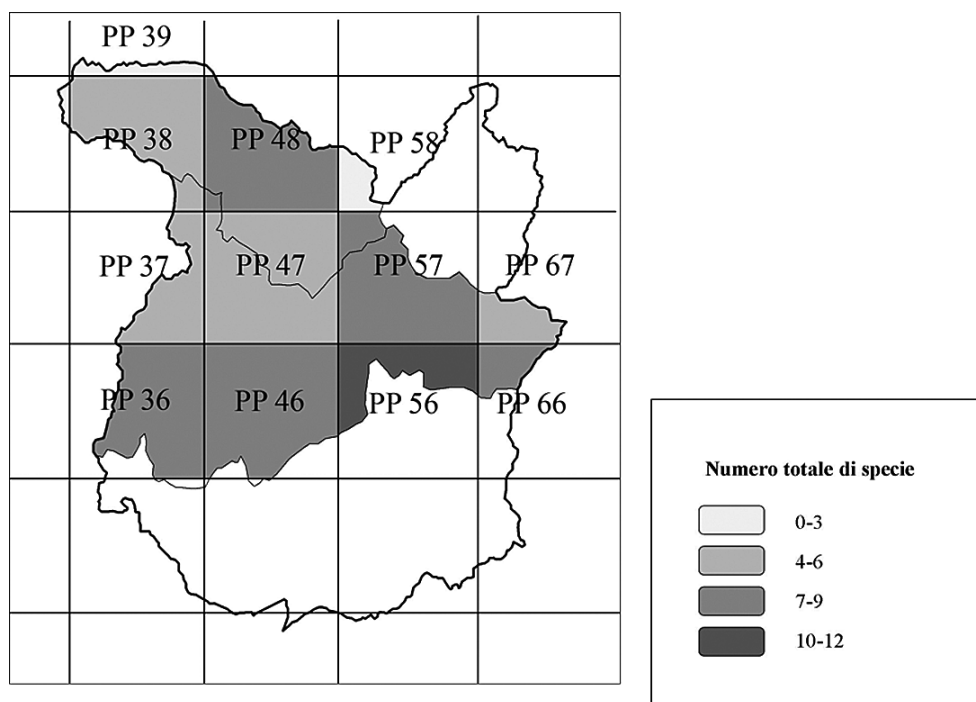 PP 39
PP 38
PP 48
PP 58
PP 37
PP 47
PP 57
PP 67
PP 36
PP 46
PP 56
PP 66
Numero totale di specie
0-3
4-6
7-9
10-12